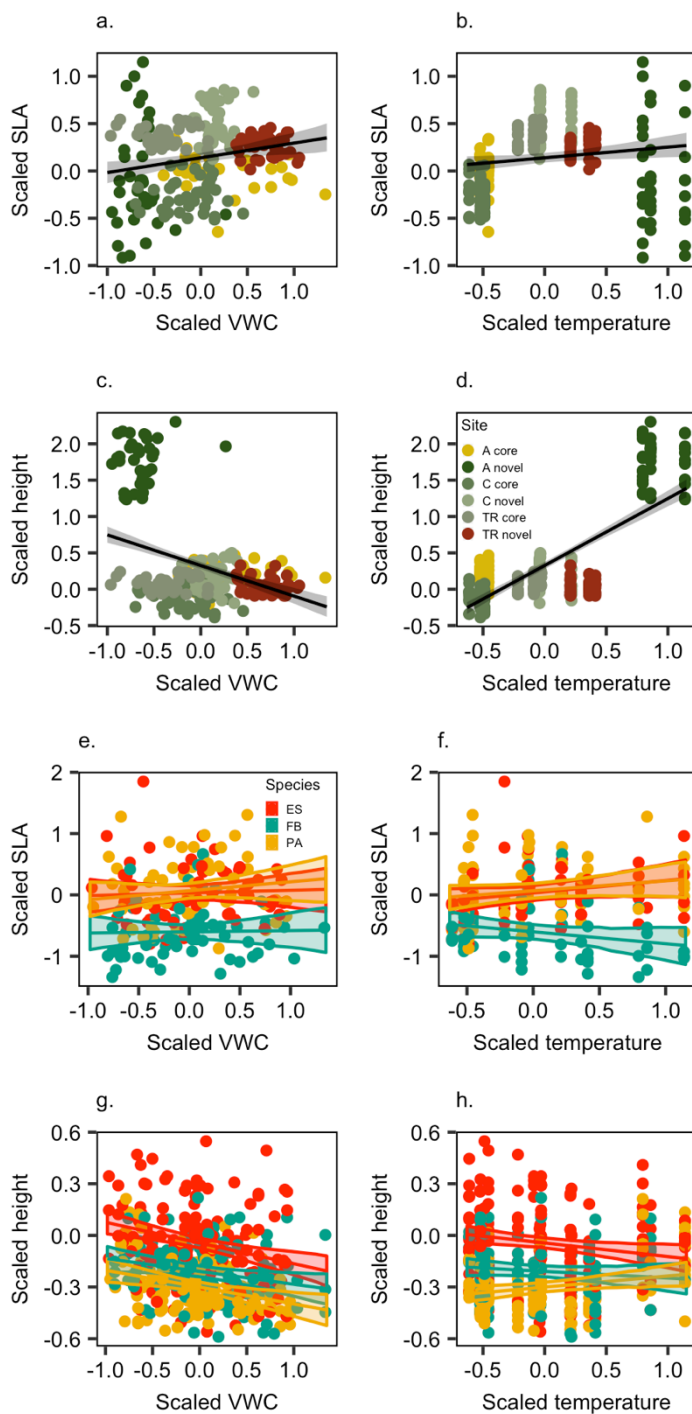 a.
b.
1.0
0.5
0.0
-0.5
-1.0
Scaled SLA
-1.0 -0.5 0.0 0.5 1.0
Scaled VWC
1.0
0.5
0.0
-0.5
-1.0
Scaled SLA
-0.5 0.0 0.5 1.0
Scaled temperature
c.
d.
2.0
1.5
1.0
0.5
0.0
-0.5
Scaled height
-1.0 -0.5 0.0 0.5 1.0
Scaled VWC
2.0
1.5
1.0
0.5
0.0
-0.5
Scaled height
Site
A core
A novel
C core
C novel
TR core
TR novel
-0.5 0.0 0.5 1.0
Scaled temperature
e.
f.
2
1
0
-1
Scaled SLA
Species
ES
FB
PA
-1.0 -0.5 0.0 0.5 1.0
Scaled VWC
2
1
0
-1
Scaled SLA
-0.5 0.0 0.5 1.0
Scaled temperature
g.
h.
0.6
0.3
0.0
-0.3
-0.6
Scaled height
-1.0 -0.5 0.0 0.5 1.0
Scaled VWC
0.6
0.3
0.0
-0.3
-0.6
Scaled height
-0.5 0.0 0.5 1.0
Scaled temperature